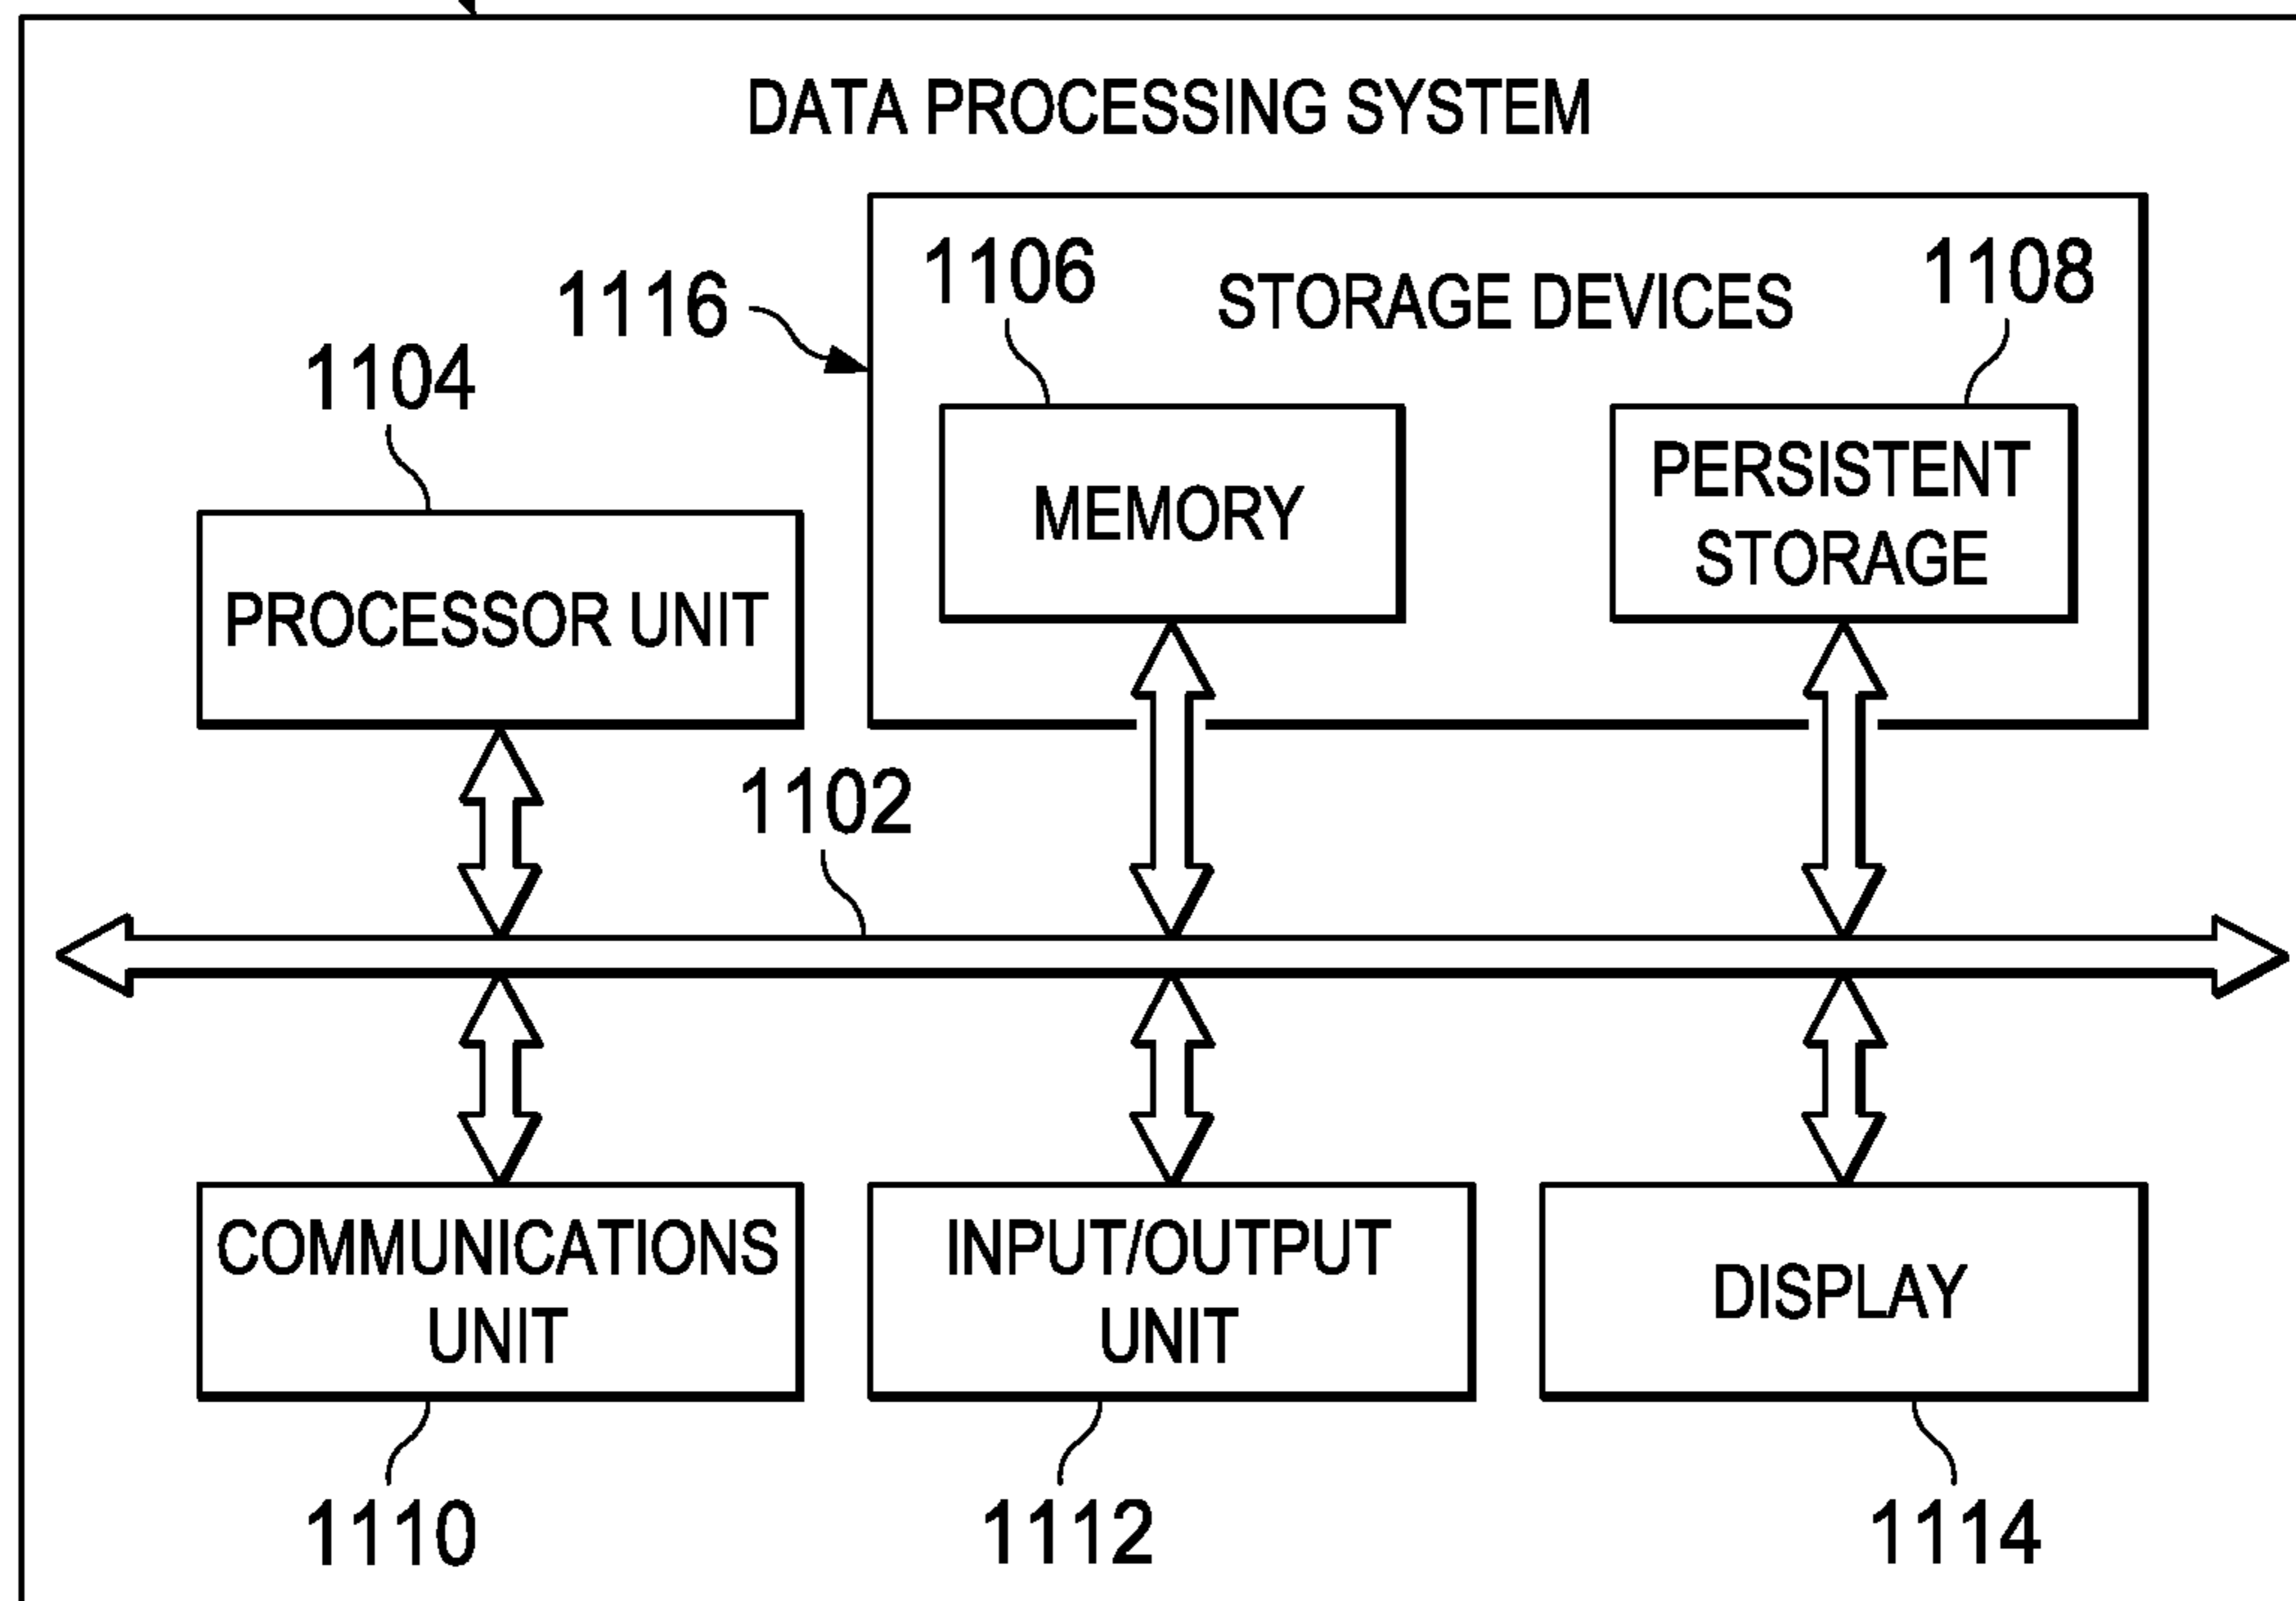 DATA PROCESSING SYSTEM
1106
STORAGE DEVICES
1108
1116
1104
MEMORY
PERSISTENT
STORAGE
PROCESSOR UNIT
1102
COMMUNICATIONS
UNIT
INPUT/OUTPUT
UNIT
DISPLAY
1110
1112
1114